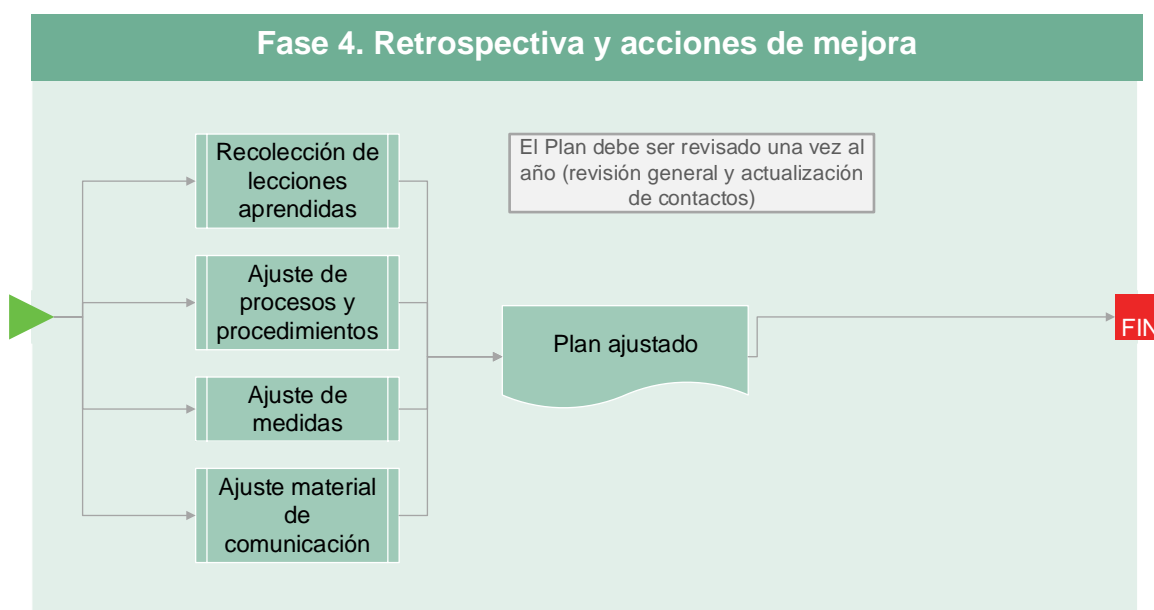 Fase 4. Retrospectiva y acciones de mejora
Recolección de
lecciones
aprendidas
El Plan debe ser revisado una vez al
año (revisión general y actualización
de contactos)
Ajuste de
procesos y
procedimientos
Plan ajustado
FIN
Ajuste de
medidas
Ajuste material
de
comunicación